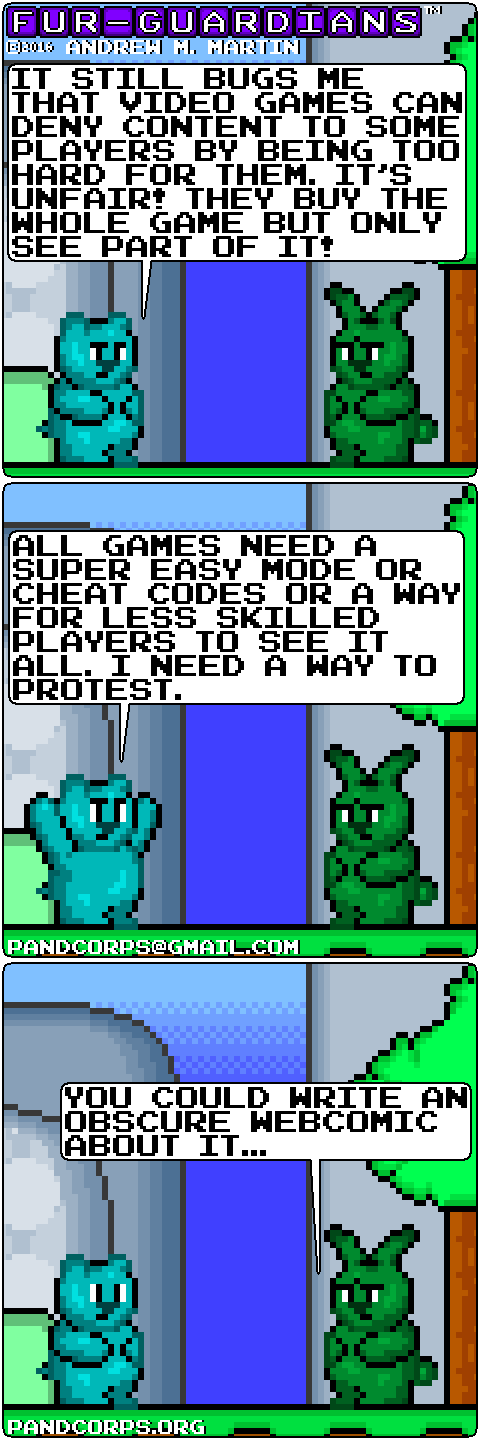 FUR-GUARDIANS™
©2016 ANDREW M. MARTIN
IT STILL BUGS ME
THAT VIDEO GAMES CAN
DENY CONTENT TO SOME
PLAYERS BY BEING TOO
HARD FOR THEM. IT'S
UNFAIR! THEY BUY THE
WHOLE GAME BUT ONLY
SEE PART OF IT!
ALL GAMES NEED A
SUPER EASY MODE OR
CHEAT CODES OR A WAY
FOR LESS SKILLED
PLAYERS TO SEE IT
ALL. I NEED A WAY TO
PROTEST.
PANDCORPS@GMAIL.COM
YOU COULD WRITE AN
OBSCURE WEBCOMIC
ABOUT IT...
PANDCORPS.ORG